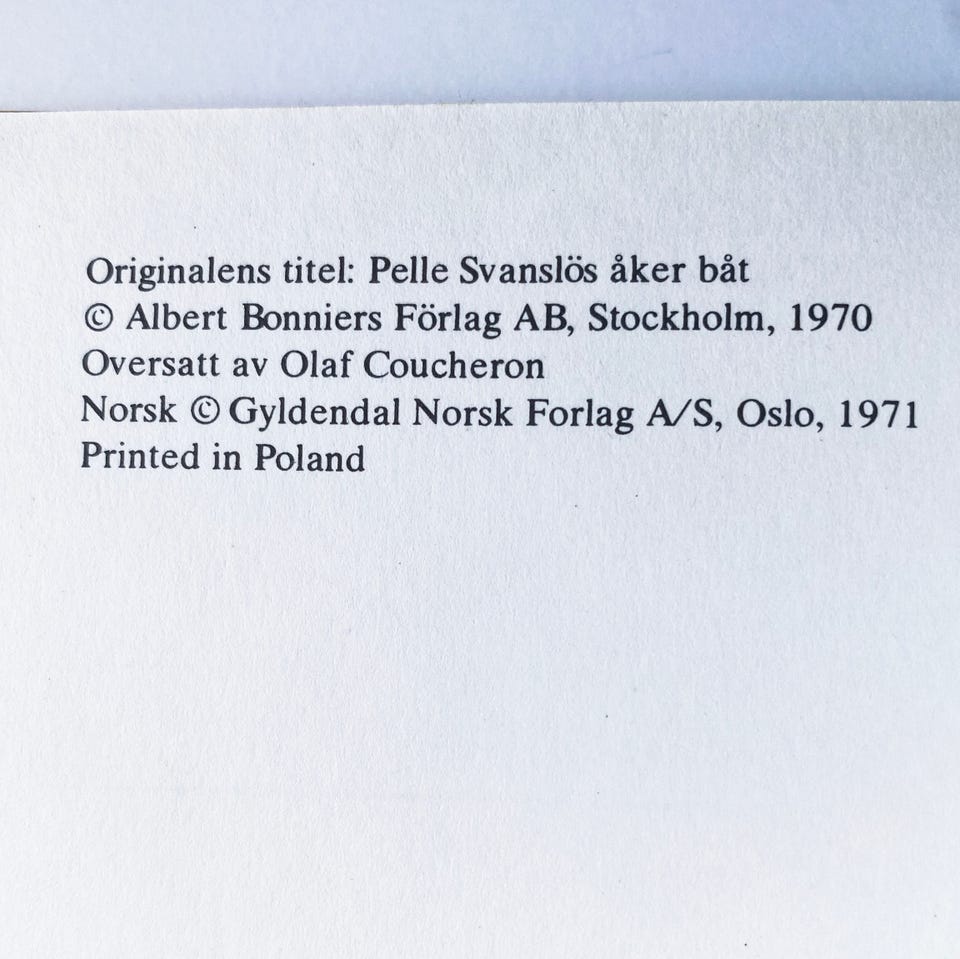 Originalens titel: Pelle Svanslös åker båt
© Albert Bonniers Förlag AB, Stockholm, 1970
Oversatt av Olaf Coucheron
Norsk © Gyldendal Norsk Forlag A/S, Oslo, 1971
Printed in Poland